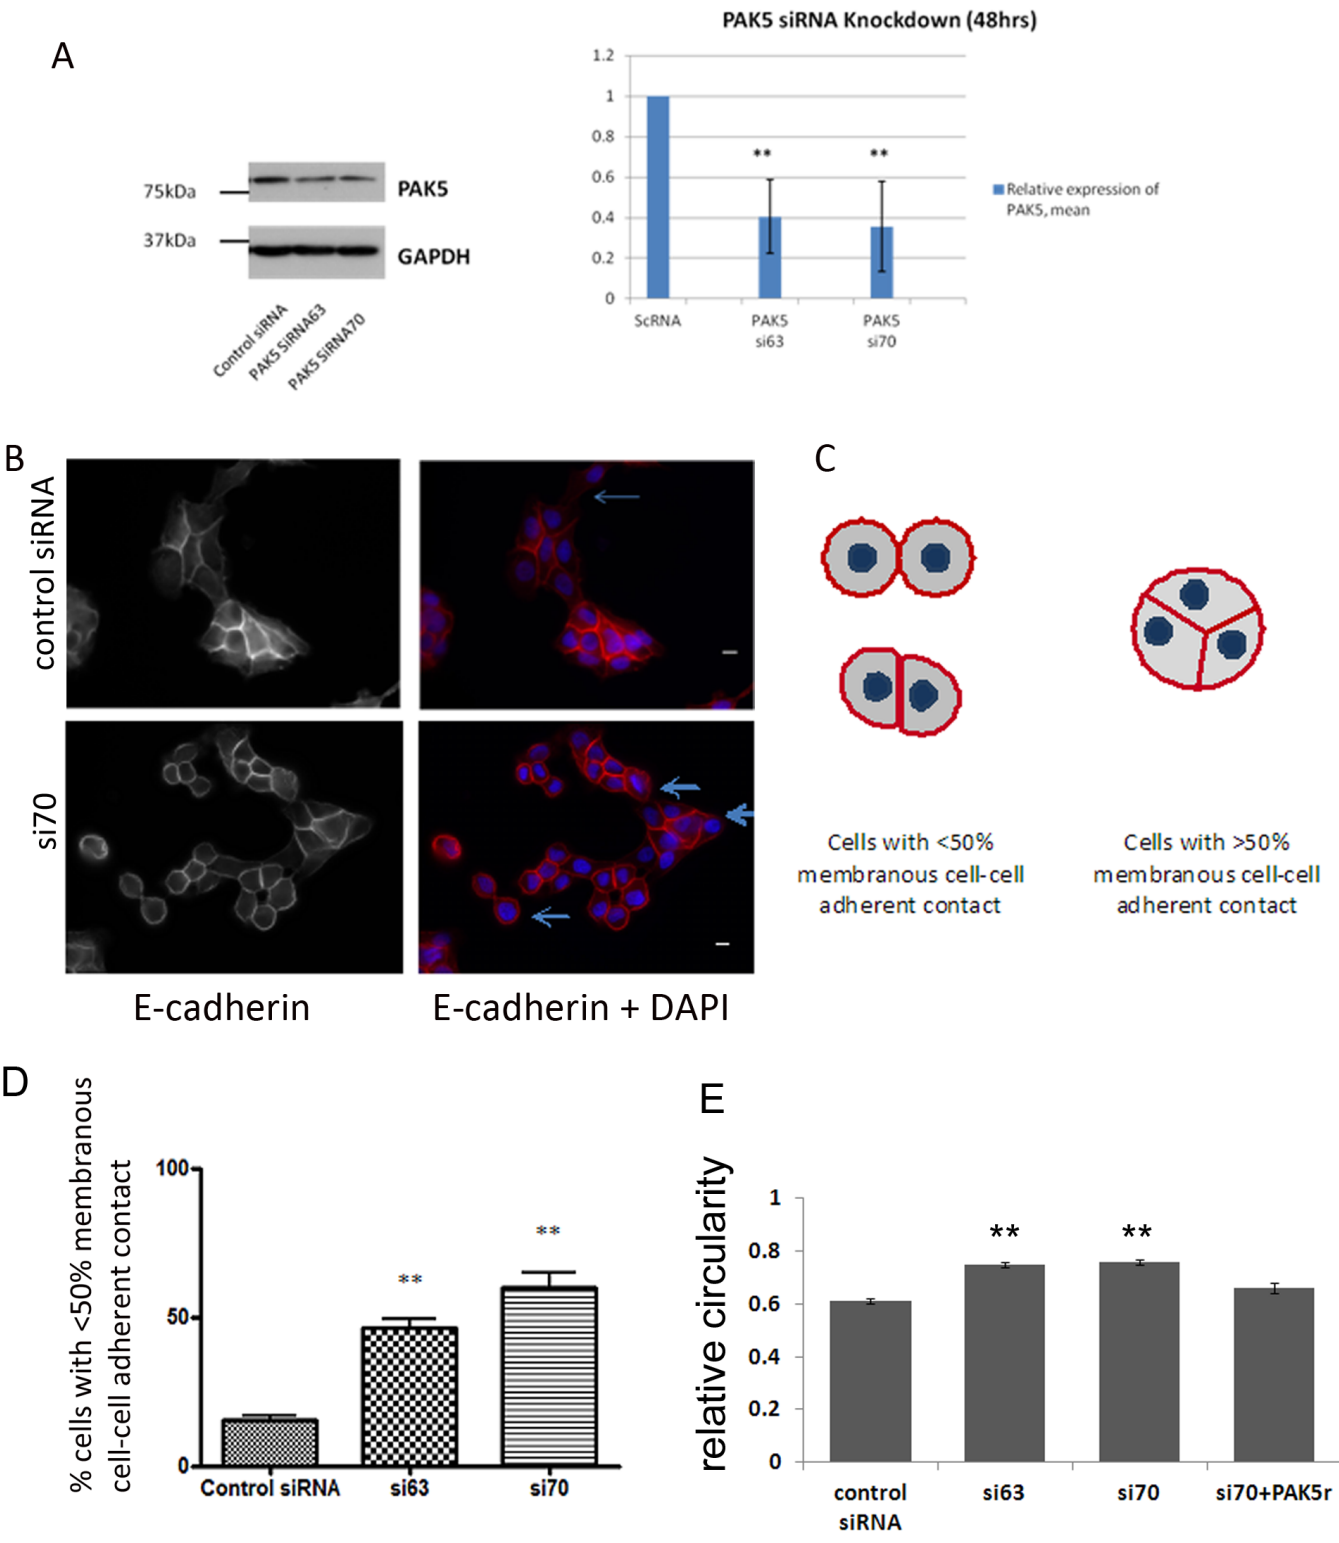 A
75kDa
37kDa
PAK5
GAPDH
Control siRNA
PAK5 SiRNA63
PAK5 SiRNA70
PAK5 siRNA Knockdown (48hrs)
1.2
1
0.8
0.6
0.4
0.2
0
**
**
ScRNA
PAK5
si63
PAK5
si70
Relative expression of
PAK5, mean
B
control siRNA
si70
E-cadherin
E-cadherin + DAPI
C
Cells with <50%
membranous cell-cell
adherent contact
Cells with >50%
membranous cell-cell
adherent contact
D
% cells with <50% membranous
cell-cell adherent contact
100
50
0
**
**
Control siRNA
si63
si70
E
relative circularity
1
0.8
0.6
0.4
0.2
0
**
**
control
siRNA
si63
si70
si70+PAK5r